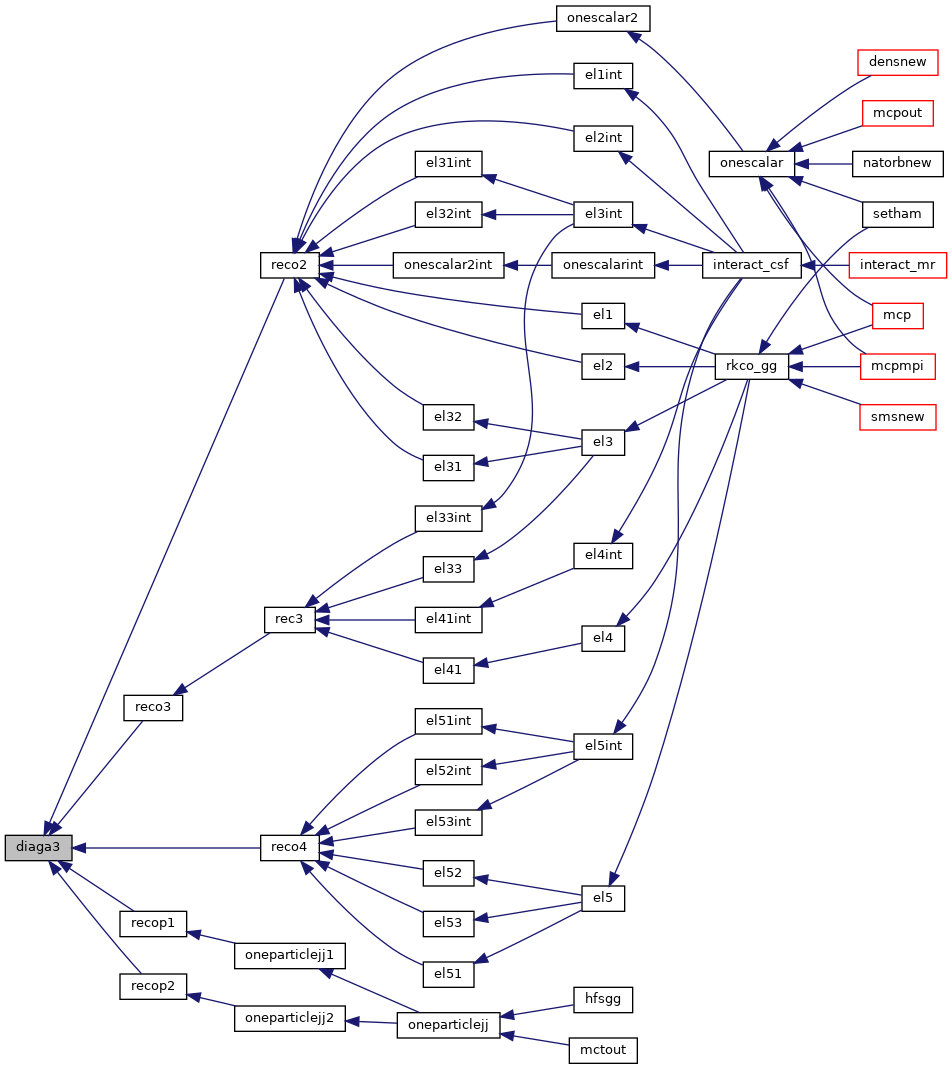 onescalar2
densnew
el1int
mcpout
el2int
el31int
onescalar
natorbnew
el32int
el3int
setham
reco2
onescalar2int
onescalarint
interact_csf
interact_mr
el1
mcp
el2
rkco_gg
mcpmpi
el32
smsnew
el3
el31
el33int
el4int
el33
rec3
el41int
el4
el41
reco3
el51int
el5int
el52int
el53int
diaga3
reco4
el52
el5
recop1
el53
oneparticlejj1
el51
recop2
hfsgg
oneparticlejj2
oneparticlejj
mctout